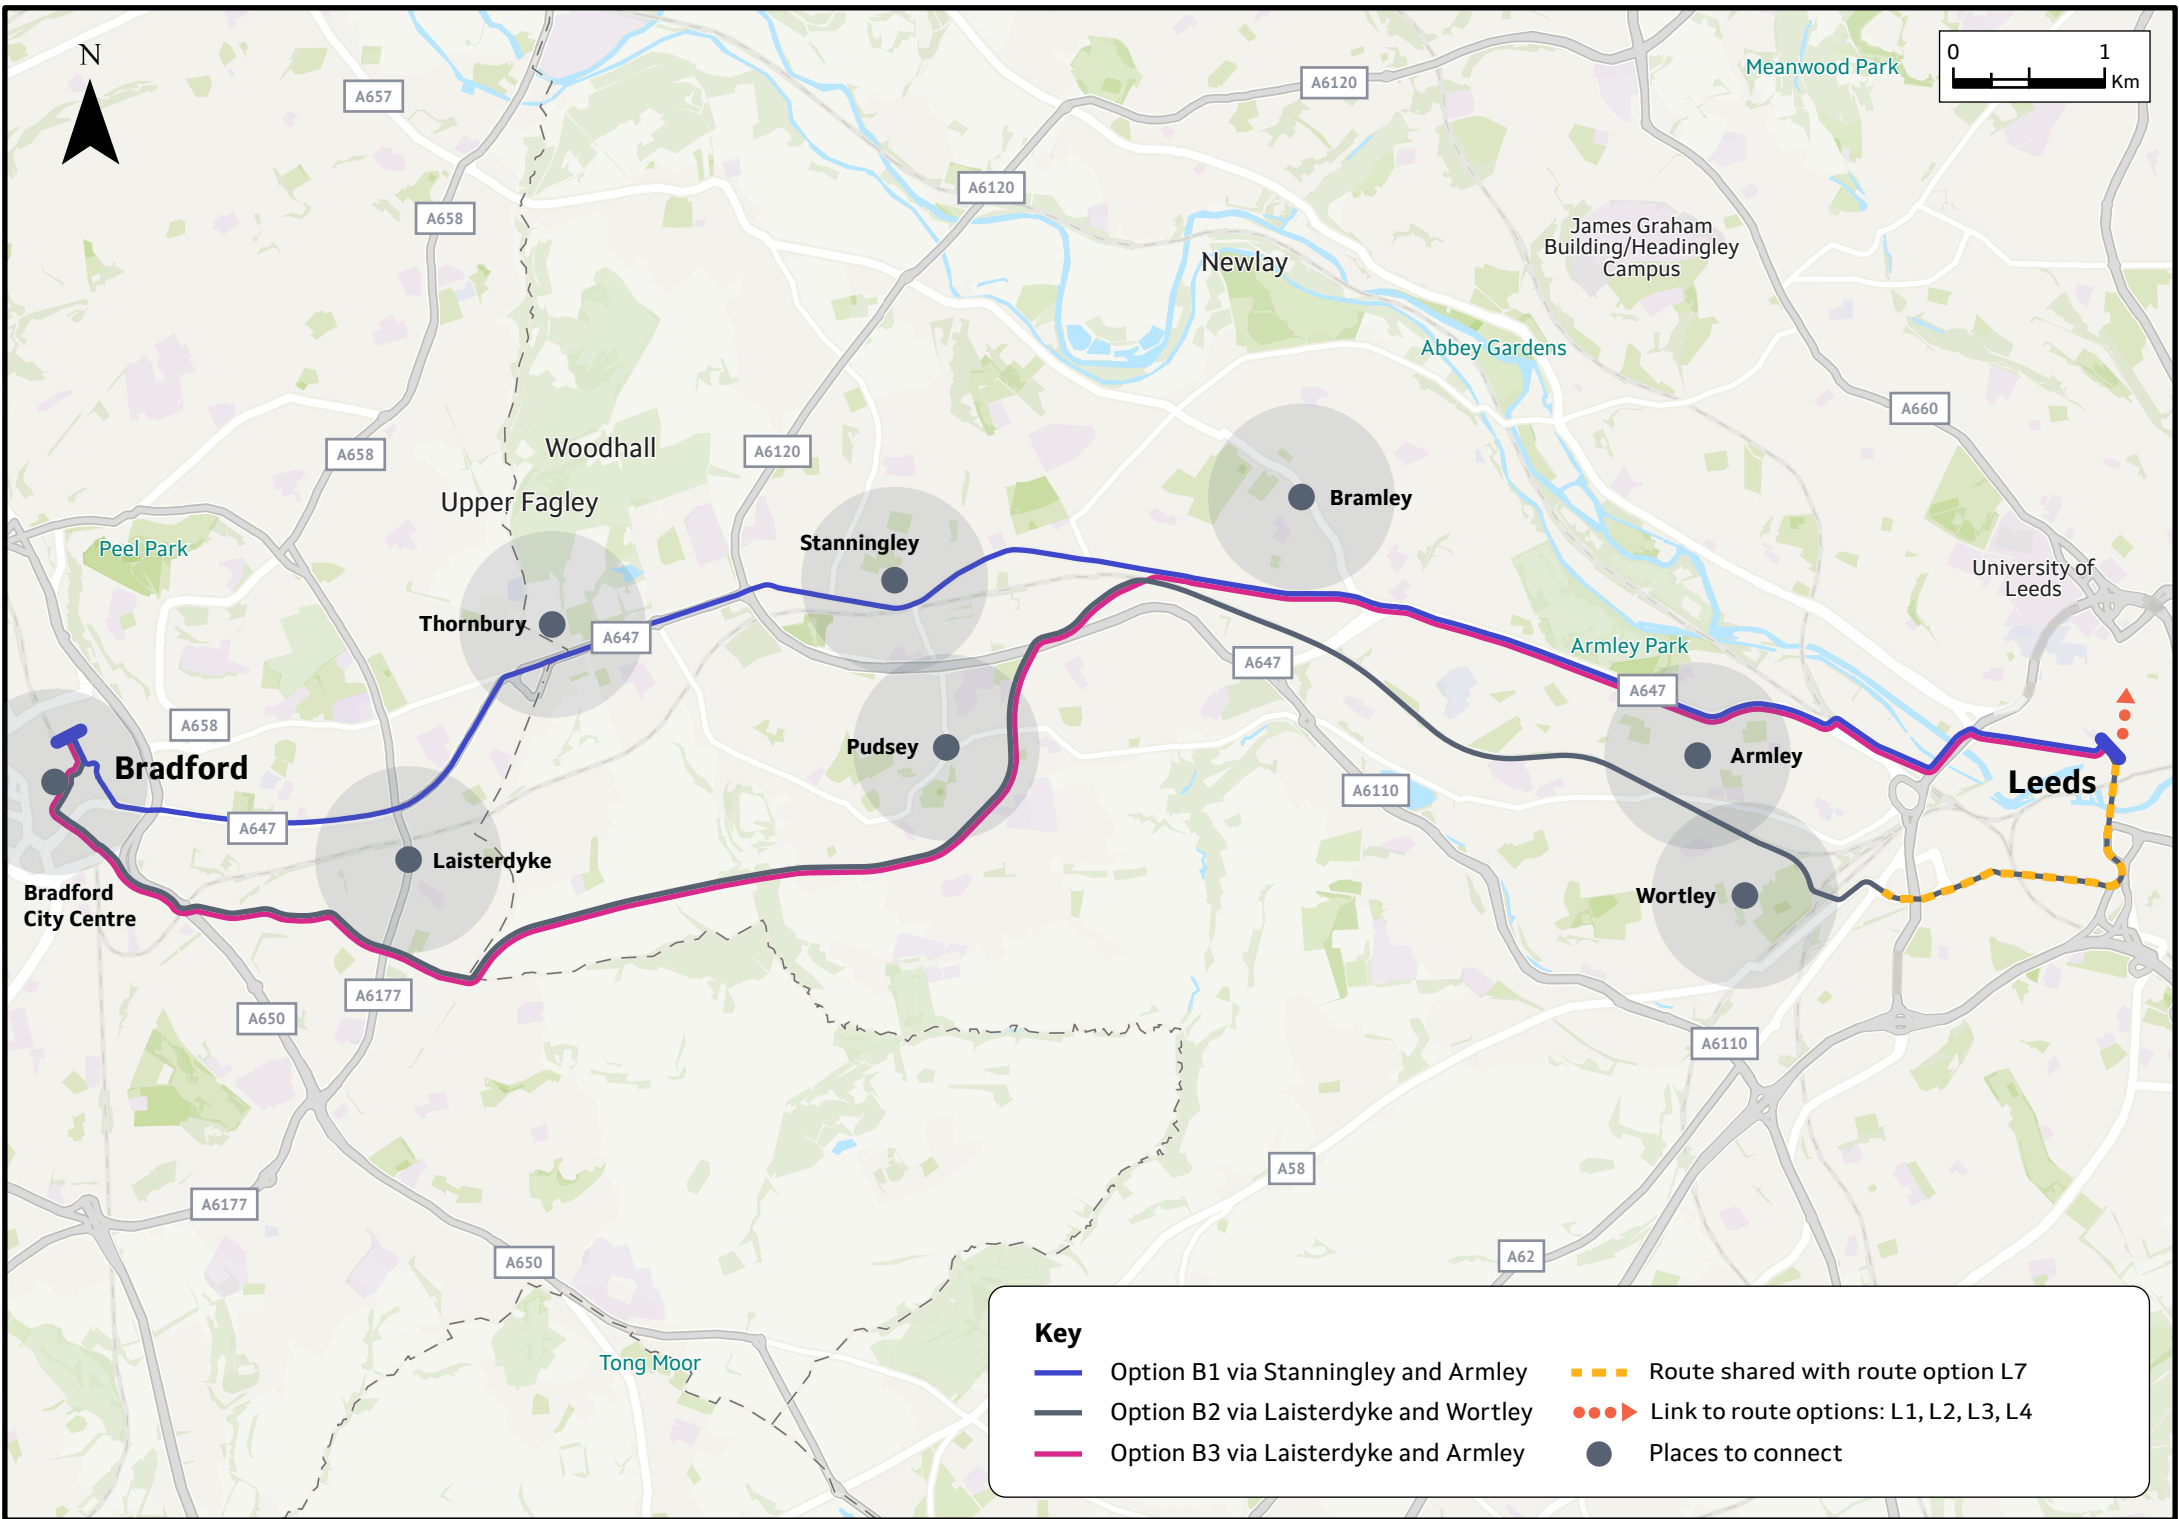 N
0 1
Km
A657
A6120
Meanwood Park
A6120
A658
James Graham
Building/Headingley
Campus
Newlay
Abbey Gardens
A660
Woodhall
A6120
A658
Upper Fagley
Bramley
Peel Park
Stanningley
University of
Leeds
Thornbury
A647
Armley Park
A647
A647
A658
Pudsey
Armley
Bradford
Leeds
A6110
A647
Laisterdyke
Bradford
City Centre
Wortley
A6177
A650
A6110
A58
A6177
A650
A62
Tong Moor
Key
Option B1 via Stanningley and Armley
Option B2 via Laisterdyke and Wortley
Option B3 via Laisterdyke and Armley
Route shared with route option L7
Link to route options: L1, L2, L3, L4
Places to connect